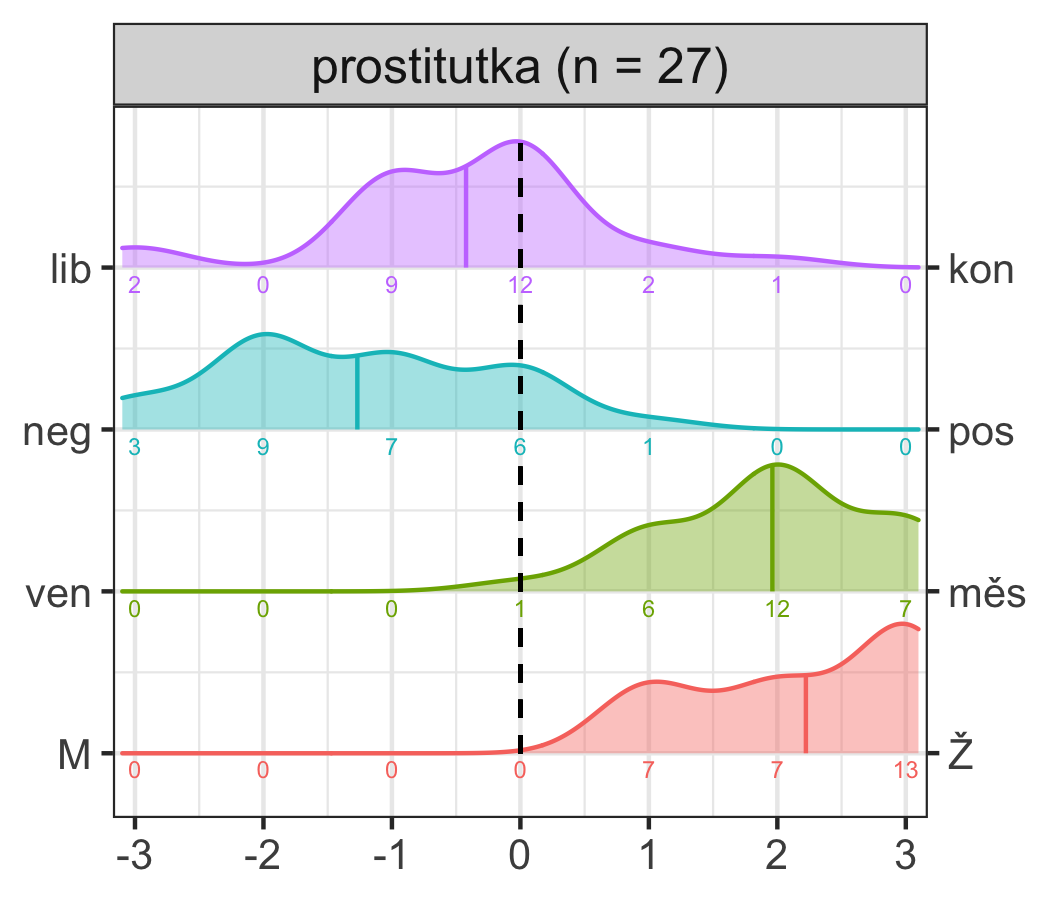 prostitutka (n = 27)
lib kon
2 0 9 12 2 1 0
neg pos
3 9 7 6 1 0 0
ven měs
0 0 0 1 6 12 7
M Ž
0 0 0 0 7 7 13
-3 -2 -1 0 1 2 3